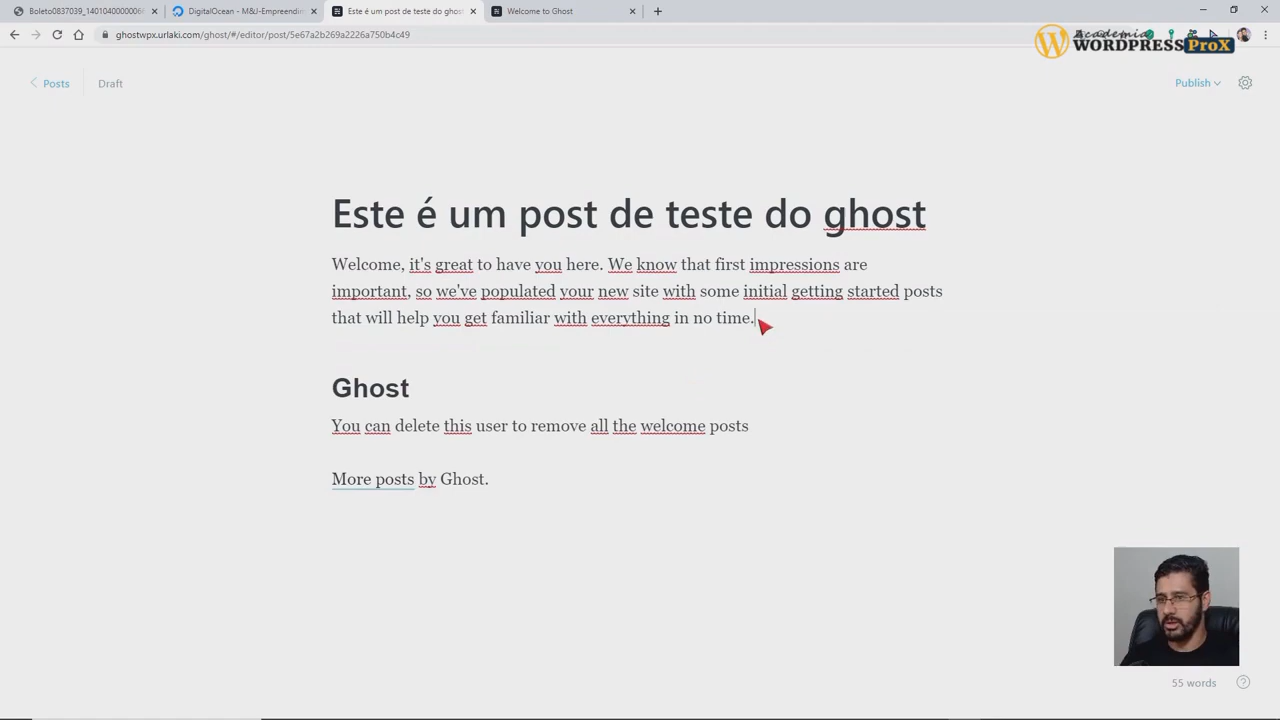 Boleto0837039_14010400000006
DigitalOcean - M&J-Empreendim
Este é um post de teste do ghost
Welcome to Ghost
ghostwpx.urlaki.com/ghost/#/editor/post/5e67a2b269a2226a750b4c49
Academia
WORDPRESS ProX
Posts
Draft
Publish
Este é um post de teste do ghost
Welcome, it's great to have you here. We know that first impressions are
important, so we've populated your new site with some initial getting started posts
that will help you get familiar with everything in no time.
Ghost
You can delete this user to remove all the welcome posts
More posts by Ghost.
55 words